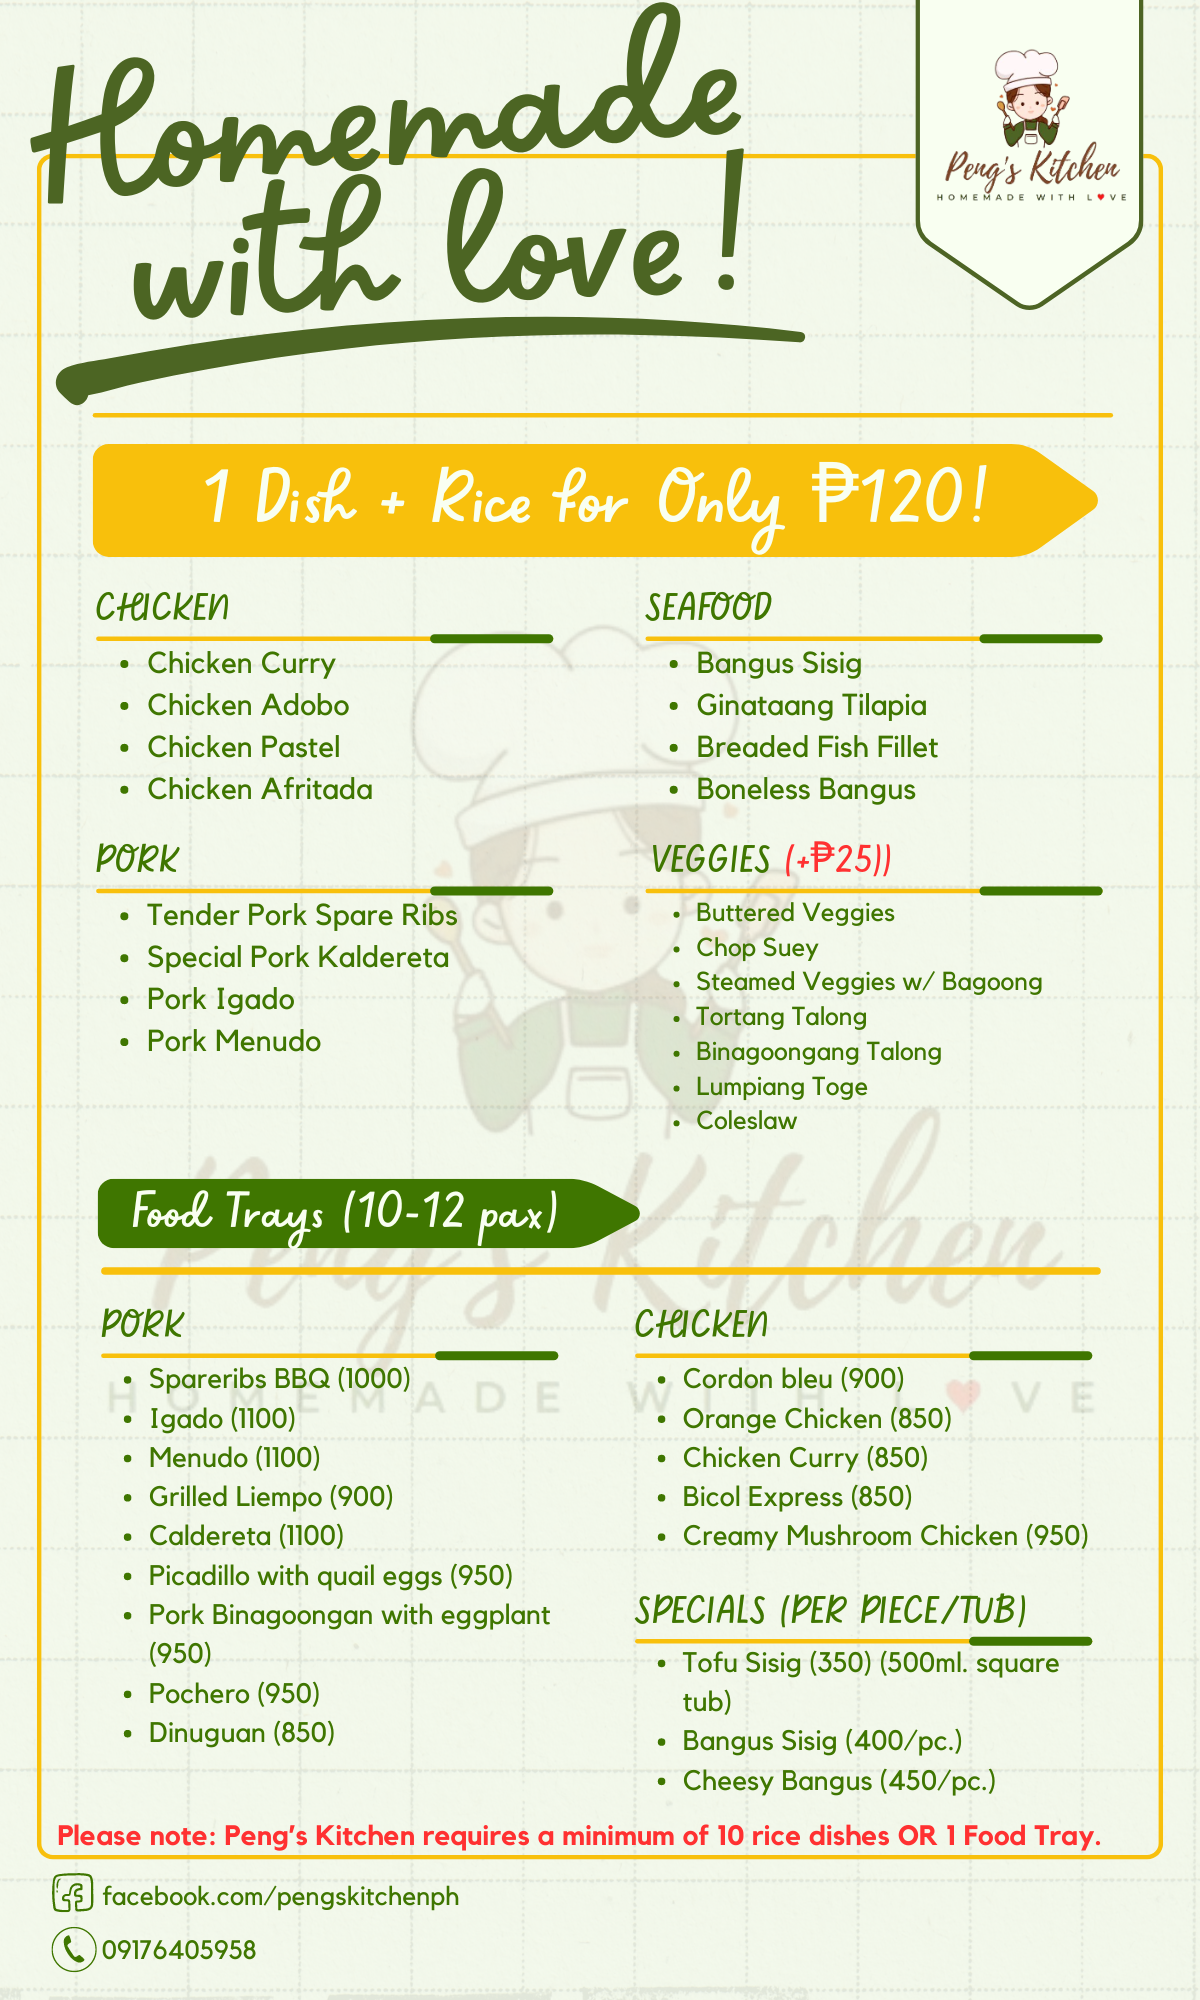 Homemade
with love!
Peng's Kitchen
HOMEMADE WITH L❤VE
1 Dish + Rice for Only ₱120!
CHICKEN
• Chicken Curry
• Chicken Adobo
• Chicken Pastel
• Chicken Afritada
SEAFOOD
• Bangus Sisig
• Ginataang Tilapia
• Breaded Fish Fillet
• Boneless Bangus
PORK
• Tender Pork Spare Ribs
• Special Pork Kaldereta
• Pork Igado
• Pork Menudo
VEGGIES (+₱25))
• Buttered Veggies
• Chop Suey
• Steamed Veggies w/ Bagoong
• Tortang Talong
• Binagoongang Talong
• Lumpiang Toge
• Coleslaw
Peng's Kitchen
HOMEMADE WITH L❤VE
Food Trays (10-12 pax)
PORK
• Spareribs BBQ (1000)
• Igado (1100)
• Menudo (1100)
• Grilled Liempo (900)
• Caldereta (1100)
• Picadillo with quail eggs (950)
• Pork Binagoongan with eggplant
(950)
• Pochero (950)
• Dinuguan (850)
CHICKEN
• Cordon bleu (900)
• Orange Chicken (850)
• Chicken Curry (850)
• Bicol Express (850)
• Creamy Mushroom Chicken (950)
SPECIALS (PER PIECE/TUB)
• Tofu Sisig (350) (500ml. square
tub)
• Bangus Sisig (400/pc.)
• Cheesy Bangus (450/pc.)
Please note: Peng's Kitchen requires a minimum of 10 rice dishes OR 1 Food Tray.
facebook.com/pengskitchenph
09176405958